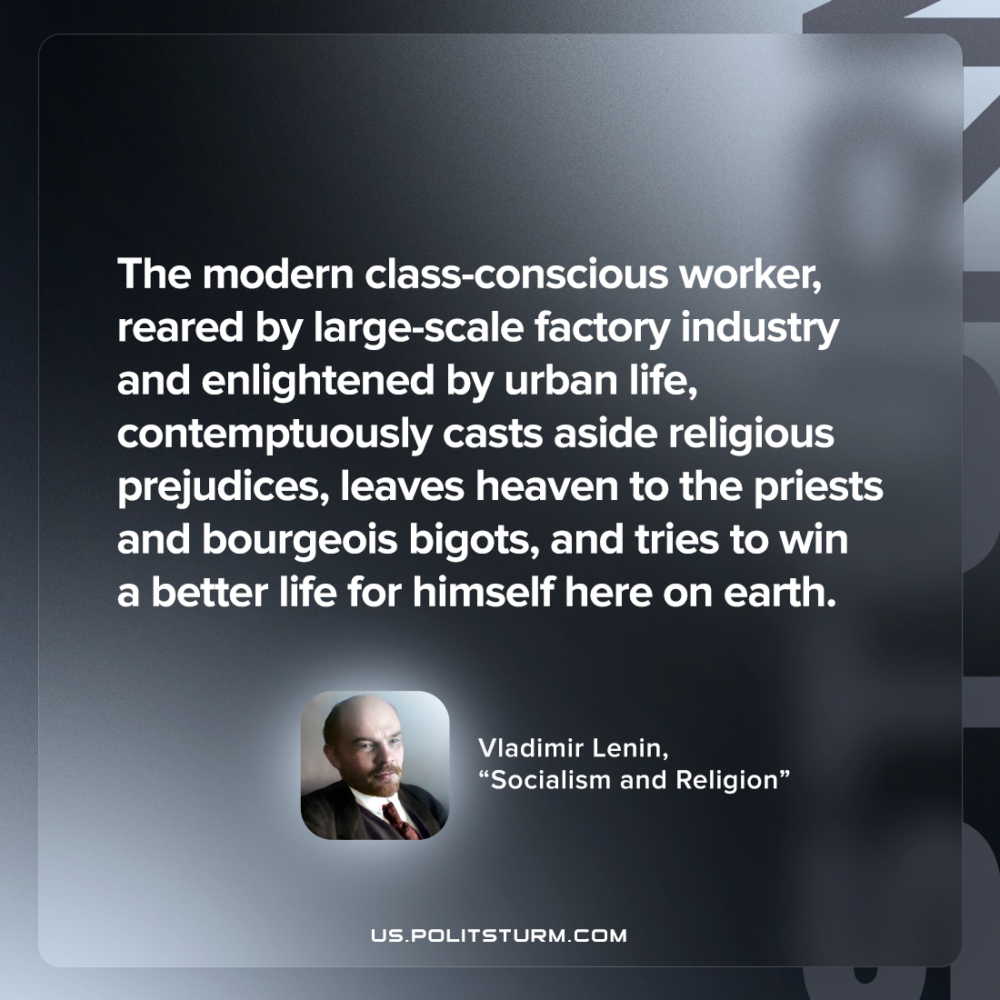 The modern class-conscious worker,
reared by large-scale factory industry
and enlightened by urban life,
contemptuously casts aside religious
prejudices, leaves heaven to the priests
and bourgeois bigots, and tries to win
a better life for himself here on earth.
Vladimir Lenin,
“Socialism and Religion”
US.POLITSTURM.COM